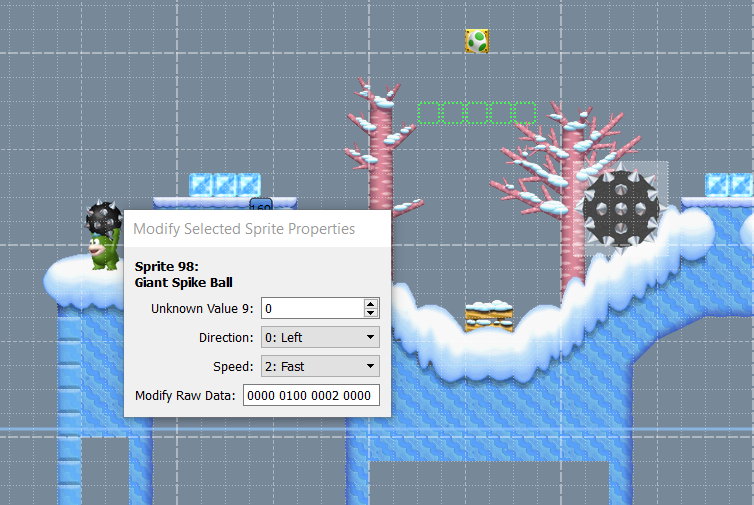 Modify Selected Sprite Properties
Sprite 98:
Giant Spike Ball
Unknown Value 9: 0
Direction: 0: Left
Speed: 2: Fast
Modify Raw Data: 0000 0100 0002 0000